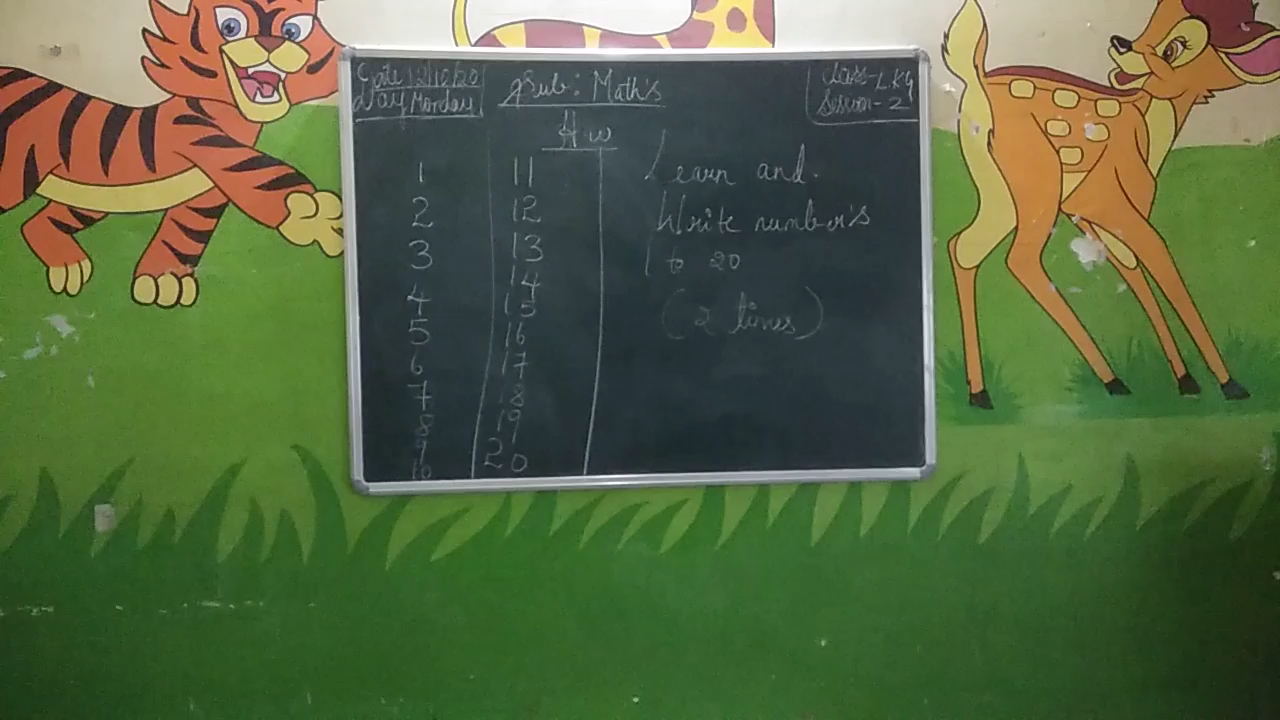 Date 12/10/20
Day Monday
Sub: Math's
Class-LKG
Session-2
H.w
1
2
3
4
5
6
7
8
9
10
11
12
13
14
15
16
17
18
19
20
Learn and.
Write number's
to 20
(2 times)